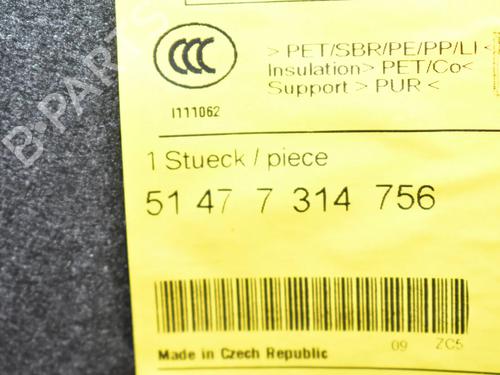 > PET/SBR/PE/PP/LI <
Insulation> PET/Co<
Support > PUR <
CCC
I111062
1 Stueck / piece
51 47 7 314 756
09 ZC5
Made in Czech Republic
B-PARTS